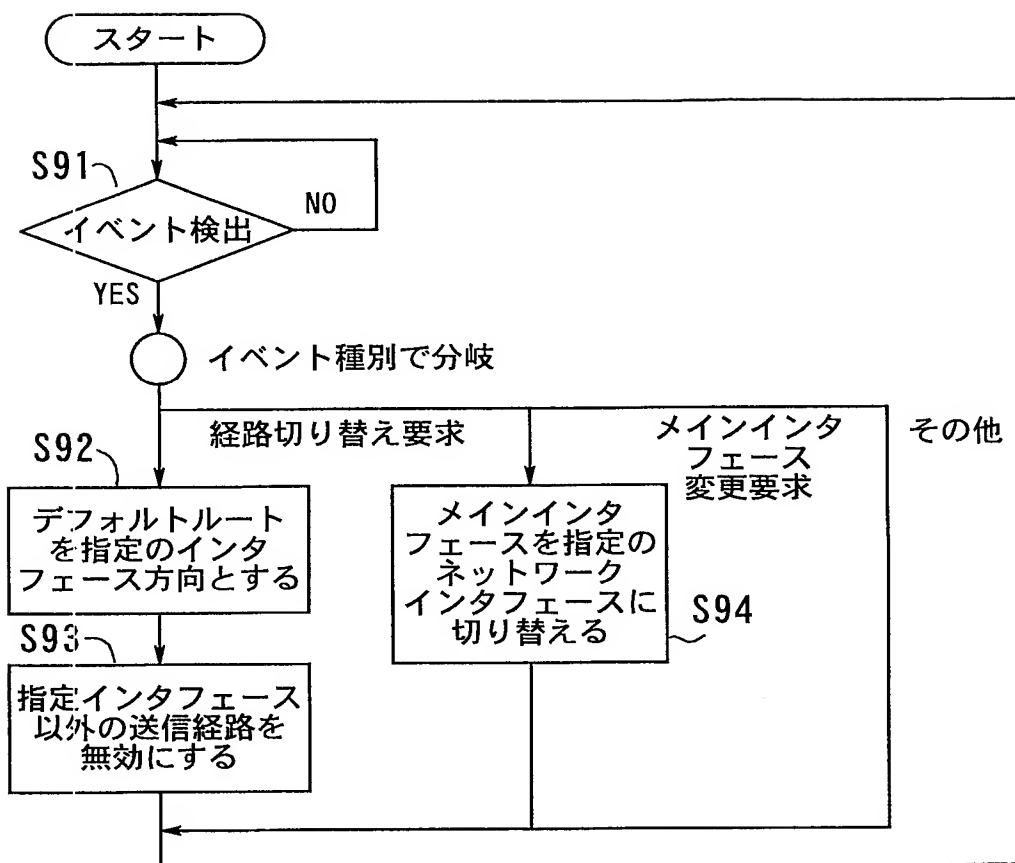 スタート
S91
イベント検出
NO
YES
イベント種別で分岐
経路切り替え要求
メインインタ
フェース
変更要求
その他
S92
デフォルトルート
を指定のインタ
フェース方向とする
メインインタ
フェースを指定の
ネットワーク
インタフェースに
切り替える
S94
S93
指定インタフェース
以外の送信経路を
無効にする